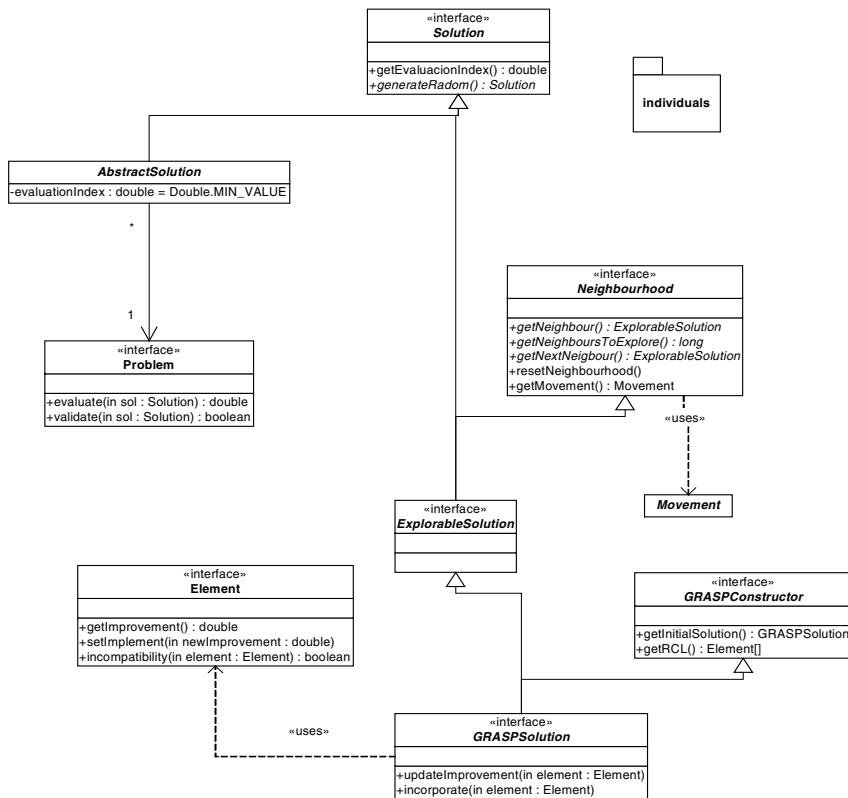 «interface»
Solution
+getEvaluacionIndex() : double
+generateRadom() : Solution
individuals
AbstractSolution
-evaluationIndex : double = Double.MIN_VALUE
*
1
«interface»
Problem
+evaluate(in sol : Solution) : double
+validate(in sol : Solution) : boolean
«interface»
Neighbourhood
+getNeighbour() : ExplorableSolution
+getNeighboursToExplore() : long
+getNextNeigbour() : ExplorableSolution
+resetNeighbourhood()
+getMovement() : Movement
«uses»
Movement
«interface»
ExplorableSolution
«interface»
Element
+getImprovement() : double
+setImplement(in newImprovement : double)
+incompatibility(in element : Element) : boolean
«interface»
GRASPConstructor
+getInitialSolution() : GRASPSolution
+getRCL() : Element[]
«uses»
«interface»
GRASPSolution
+updateImprovement(in element : Element)
+incorporate(in element : Element)